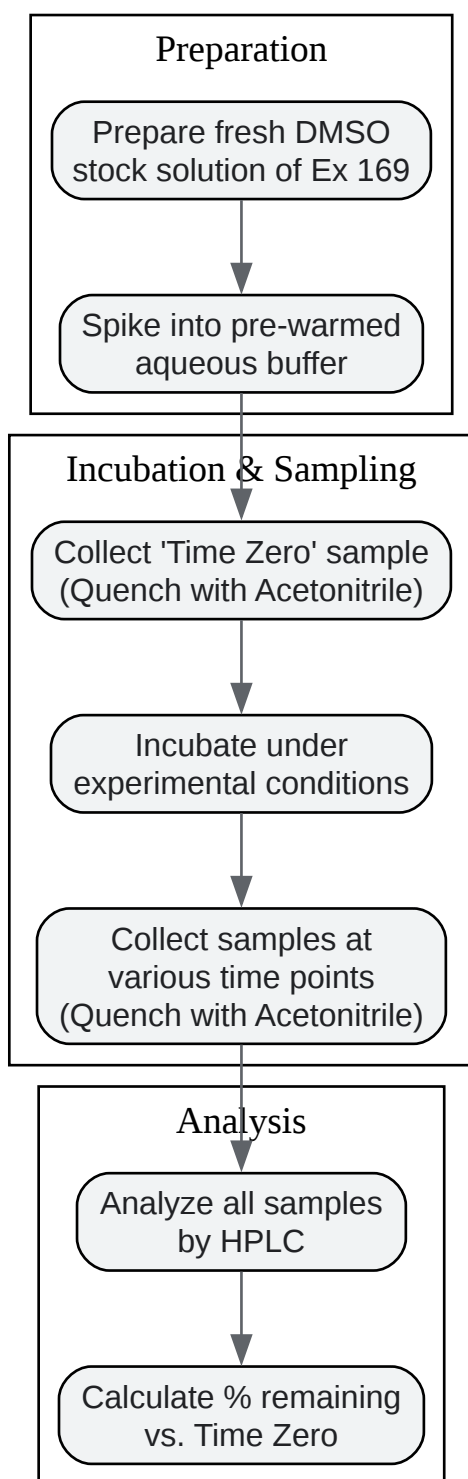 Preparation
Prepare fresh DMSO
stock solution of Ex 169
Spike into pre-warmed
aqueous buffer
Incubation & Sampling
Collect 'Time Zero' sample
(Quench with Acetonitrile)
Incubate under
experimental conditions
Collect samples at
various time points
(Quench with Acetonitrile)
Analysis
Analyze all samples
by HPLC
Calculate % remaining
vs. Time Zero